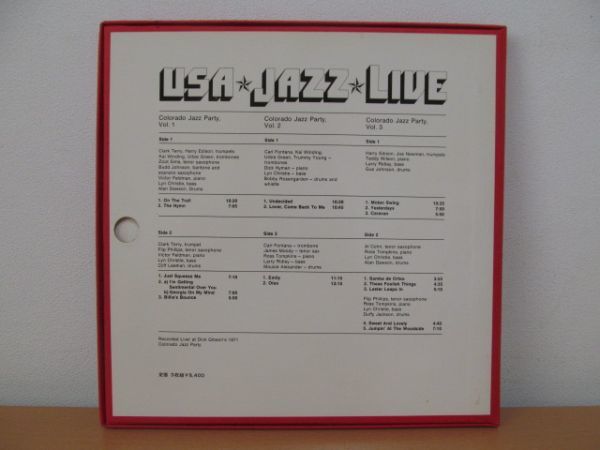 USA★JAZZ★LIVE
Colorado Jazz Party,
Vol. 1
Side 1
Clark Terry, Harry Edison, trumpets
Kai Winding, Urbie Green, trombones
Zoot Sims, tenor saxophone
Budd Johnson, baritone and
soprano saxophone
Victor Feldman, piano
Lyn Christie, bass
Alan Dawson, Drums
1. On The Trail
2. The Hymn
Side 2
Clark Terry, trumpet
Flip Phillips, tenor saxophone
Victor Feldman, piano
Lyn Christie, bass
Cliff Leeman, drums
1. Just Squeeze Me
2. a) I'm Getting
Sentimental Over You
b) Georgia On My Mind
3. Billie's Bounce
Recorded Live! at Dick Gibson's 1971
Colorado Jazz Party
定価 3枚組¥5,400
Colorado Jazz Party,
Vol. 2
Side 1
Carl Fontana, Kai Winding,
Urbie Green, Trummy Young–
trombones
Dick Hyman – piano
Lyn Christie – bass
Bobby Rosengarden – drums and
whistle
1. Undecided
2. Lover, Come Back To Me
Side 2
Carl Fontana – trombone
James Moody – tenor sax
Ross Tompkins – piano
Larry Ridley – bass
Mousie Alexander – drums
1. Emily
2. Oleo
Colorado Jazz Party,
Vol. 3
Side 1
Harry Edison, Joe Newman, trumpets
Teddy Wilson, piano
Larry Ridley, bass
Gus Johnson, drums
1. Moten Swing
2. Yesterdays
3. Caravan
Side 2
Al Cohn, tenor saxophone
Ross Tompkins, piano
Lyn Christie, bass
Alan Dawson, drums
1. Samba de Orfeo
2. These Foolish Things
3. Lester Leaps In
Flip Phillips, tenor saxophone
Ross Tompkins, piano
Lyn Christie, bass
Duffy Jackson, drums
4. Sweet And Lovely
5. Jumpin' At The Woodside